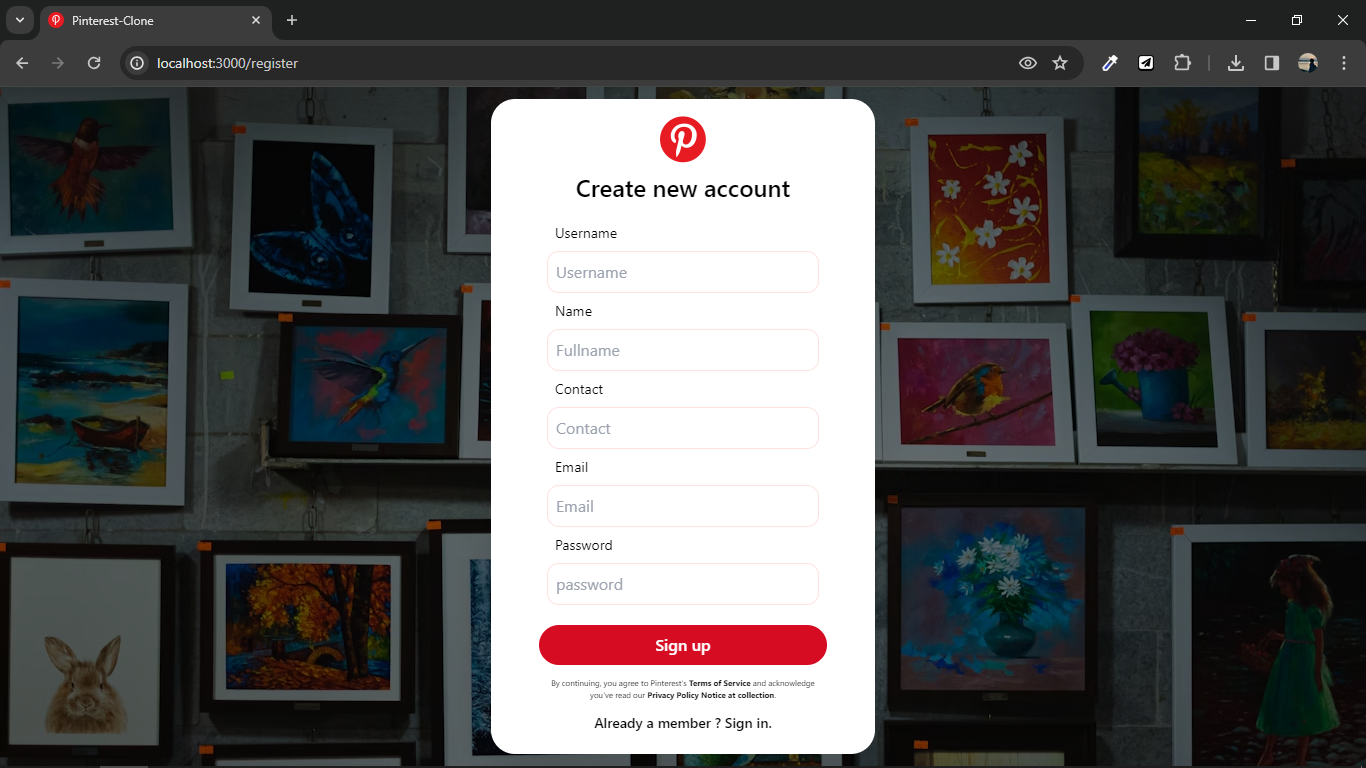 Pinterest-Clone
localhost:3000/register
Create new account
Username
Username
Name
Fullname
Contact
Contact
Email
Email
Password
password
Sign up
By continuing, you agree to Pinterest's Terms of Service and acknowledge
you've read our Privacy Policy Notice at collection.
Already a member ? Sign in.